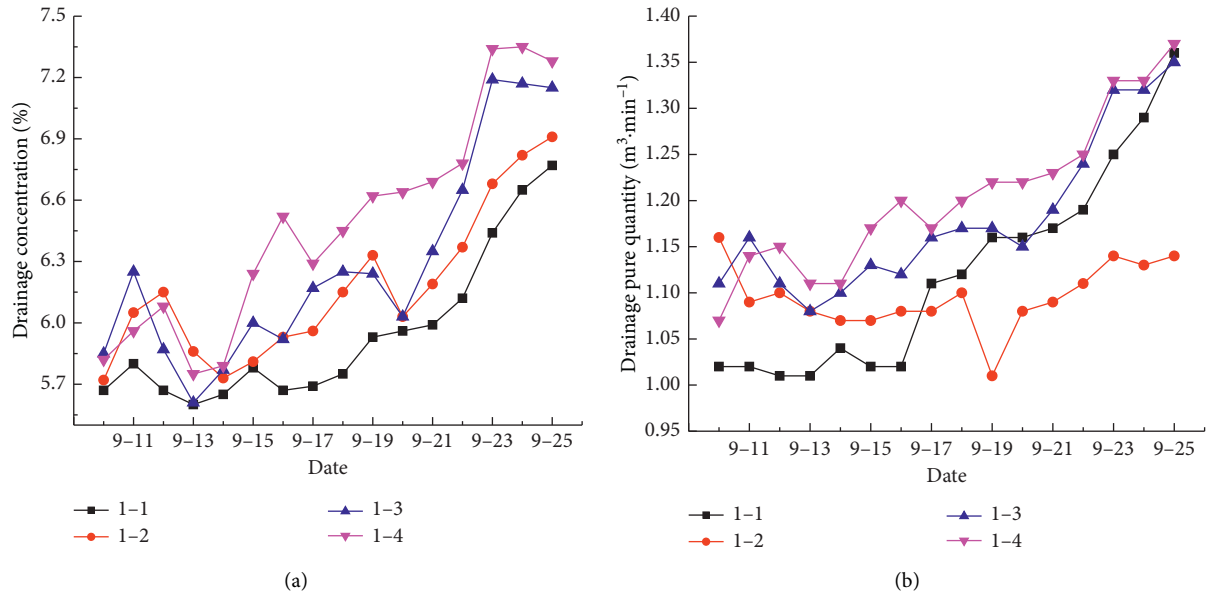 7.5
7.2
6.9
6.6
6.3
6.0
5.7
Drainage concentration (%)
9–11 9–13 9–15 9–17 9–19 9–21 9–23 9–25
Date
1–1 1–3
1–2 1–4
(a)
1.40
1.35
1.30
1.25
1.20
1.15
1.10
1.05
1.00
0.95
Drainage pure quantity (m³·min⁻¹)
9–11 9–13 9–15 9–17 9–19 9–21 9–23 9–25
Date
1–1 1–3
1–2 1–4
(b)